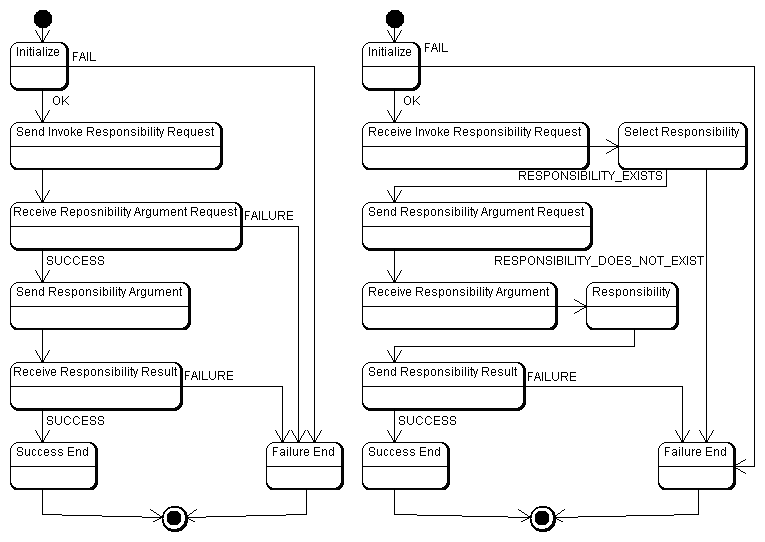 Initialize
FAIL
OK
Send Invoke Responsibility Request
Receive Reposnibility Argument Request
FAILURE
SUCCESS
Send Responsibility Argument
Receive Responsibility Result
FAILURE
SUCCESS
Success End
Failure End
Initialize
FAIL
OK
Receive Invoke Responsibility Request
Select Responsibility
RESPONSIBILITY_EXISTS
Send Responsibility Argument Request
RESPONSIBILITY_DOES_NOT_EXIST
Receive Responsibility Argument
Responsibility
Send Responsibility Result
FAILURE
SUCCESS
Success End
Failure End